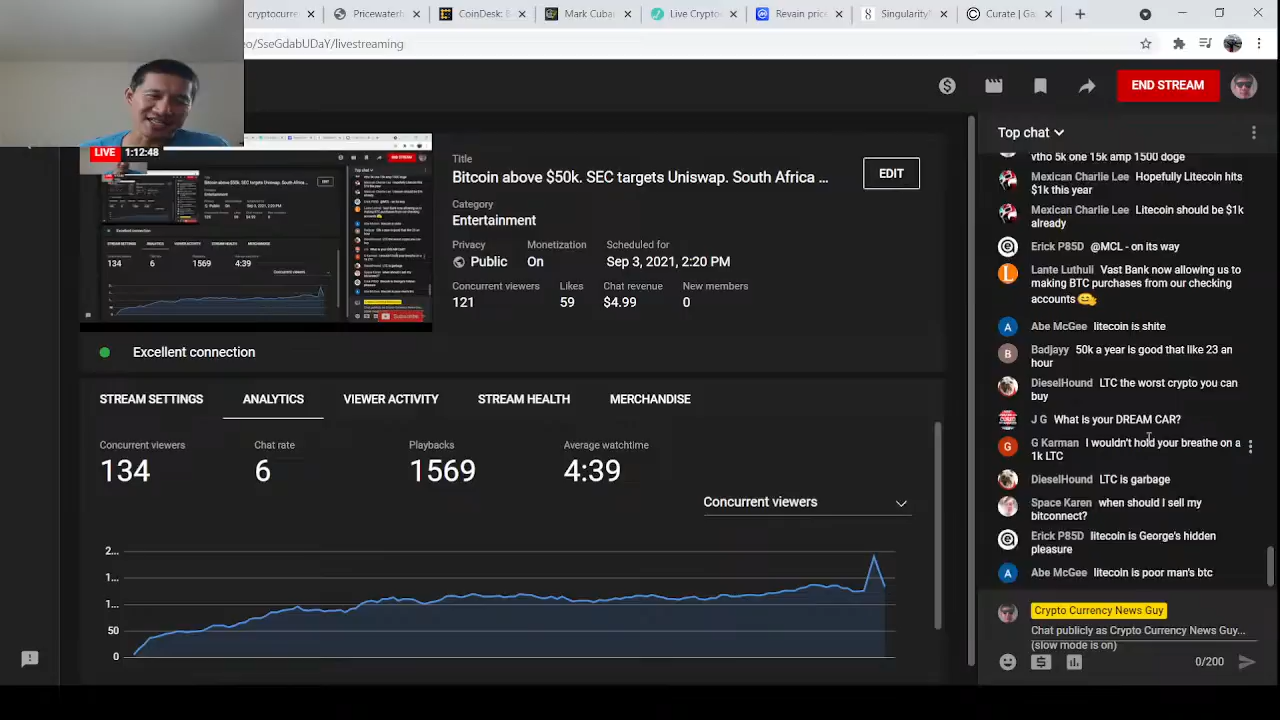 cryptocurre
Pricewaterh
CoinDesk: B
Mark Cuba
Live Crypto
Revain price
Singularity
Curate | Ga
eo/SseGdabUDaY/livestreaming
END STREAM
LIVE 1:12:48
Title
Bitcoin above $50k. SEC targets Uniswap. South Africa ...
EDIT
Category
Entertainment
Privacy
Public
Monetization
On
Scheduled for
Sep 3, 2021, 2:20 PM
Concurrent viewers
121
Likes
59
Chat revenue
$4.99
New members
0
Excellent connection
STREAM SETTINGS
ANALYTICS
VIEWER ACTIVITY
STREAM HEALTH
MERCHANDISE
Concurrent viewers
134
Chat rate
6
Playbacks
1569
Average watchtime
4:39
Concurrent viewers
2...
1...
1...
50
0
Top chat
vtho 5k one 10k amp 1500 doge
Lee Hopefully Litecoin hits
$1k this year
Lee Litecoin should be $1k
already
Erick P85D @MCL - on its way
Lante Luthuli Vast Bank now allowing us to
making BTC purchases from our checking
accounts
Abe McGee litecoin is shite
Badjayy 50k a year is good that like 23 an
hour
DieselHound LTC the worst crypto you can
buy
J G What is your DREAM CAR?
G Karman I wouldn't hold your breathe on a
1k LTC
DieselHound LTC is garbage
Space Karen when should I sell my
bitconnect?
Erick P85D litecoin is George's hidden
pleasure
Abe McGee litecoin is poor man's btc
Crypto Currency News Guy
Chat publicly as Crypto Currency News Guy...
(slow mode is on)
0/200